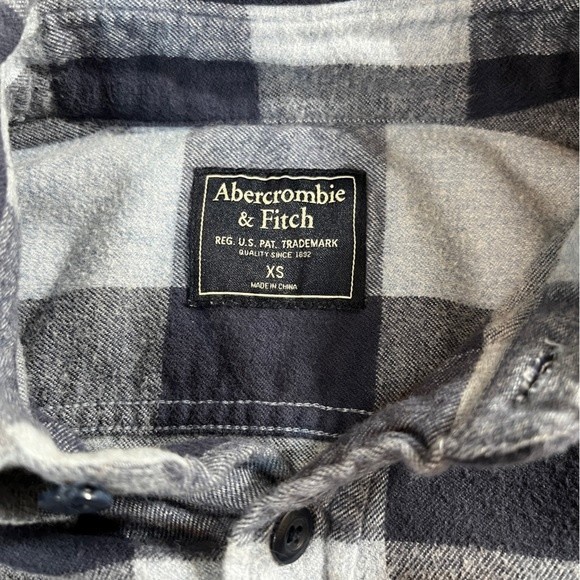 Abercrombie
& Fitch
REG. U.S. PAT. TRADEMARK
QUALITY SINCE 1892
XS
MADE IN CHINA